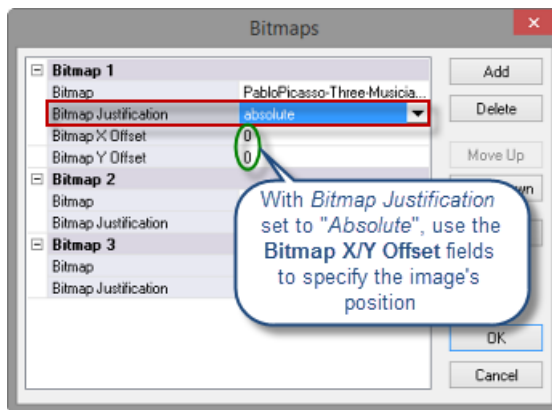 Bitmaps
Bitmap 1
Bitmap PabloPicasso-Three-Musicia...
Bitmap Justification absolute
Bitmap X Offset 0
Bitmap Y Offset 0
Bitmap 2
Bitmap
Bitmap Justification
Bitmap 3
Bitmap
Bitmap Justification
With Bitmap Justification
set to "Absolute", use the
Bitmap X/Y Offset fields
to specify the image's
position
Add
Delete
Move Up
OK
Cancel